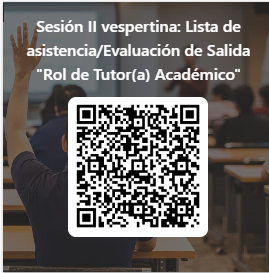 Sesión II vespertina: Lista de
asistencia/Evaluación de Salida
"Rol de Tutor(a) Académico"